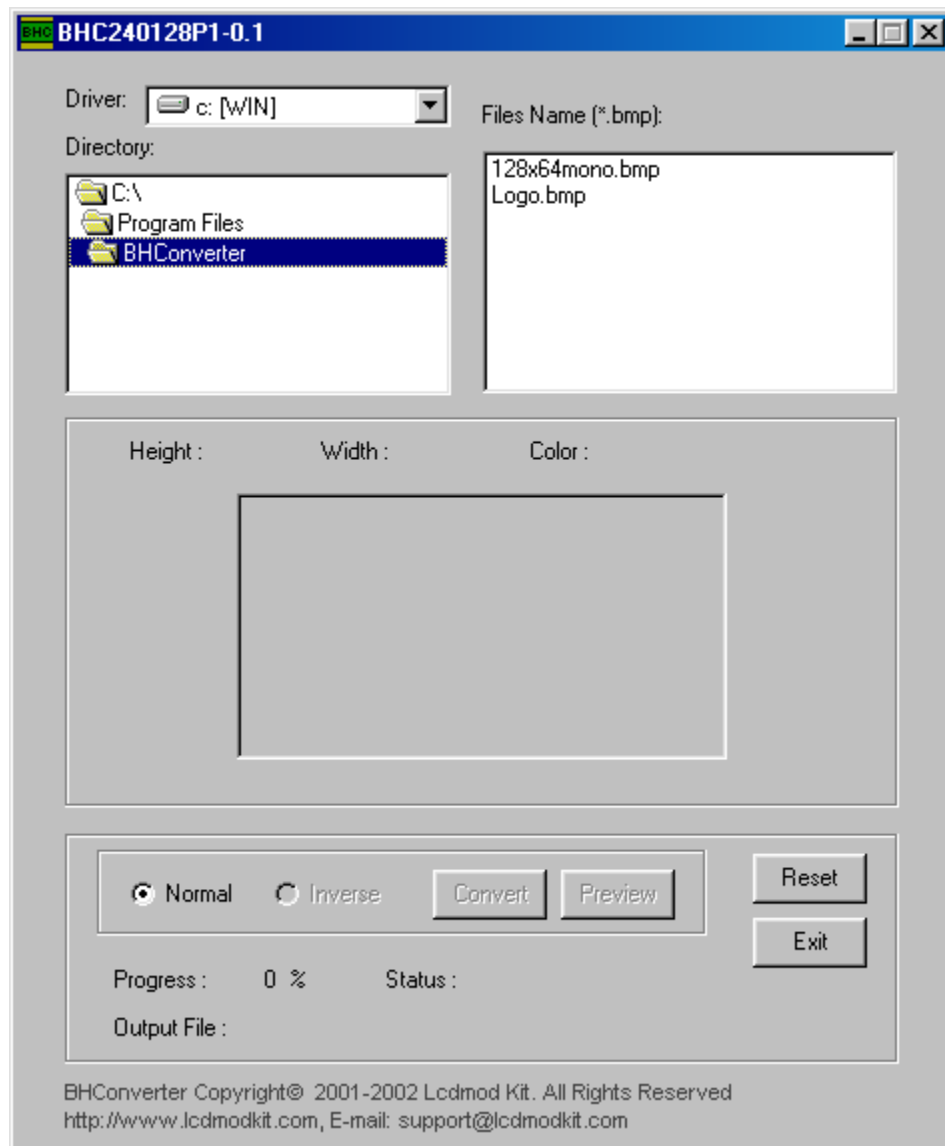 BHC BHC240128P1-0.1
Driver: c: [WIN]
Directory:
C:\
Program Files
BHConverter
Files Name (*.bmp):
128x64mono.bmp
Logo.bmp
Height : Width : Color :
Normal Inverse Convert Preview
Reset
Exit
Progress : 0 % Status :
Output File :
BHConverter Copyright© 2001-2002 Lcdmod Kit. All Rights Reserved
http://www.lcdmodkit.com, E-mail: support@lcdmodkit.com